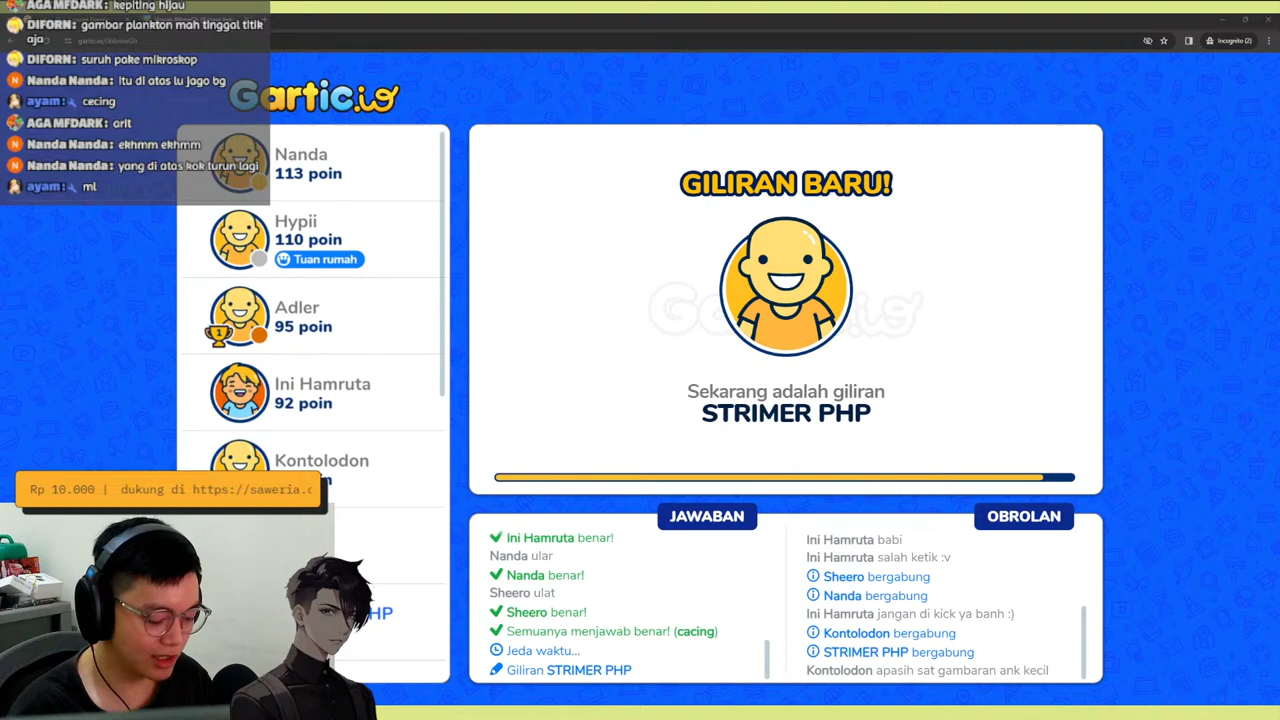 AGA MFDARK: kepiting hijau
DIFORN: gambar plankton mah tinggal titik
aja
DIFORN: suruh pake mikroskop
Nanda Nanda: Itu di atas lu jago bg
ayam: cecing
AGA MFDARK: orit
Nanda Nanda: ekhmm ekhmm
Nanda Nanda: yang di atas kok turun lagi
ayam: ml
Incognito (2)
Gartic.io
Nanda
113 poin
Hypii
110 poin
Tuan rumah
Adler
95 poin
1
Ini Hamruta
92 poin
Kontolodon
Rp 10.000 | dukung di https://saweria.c
HP
GILIRAN BARU!
Sekarang adalah giliran
STRIMER PHP
JAWABAN
Ini Hamruta benar!
Nanda ular
Nanda benar!
Sheero ulat
Sheero benar!
Semuanya menjawab benar! (cacing)
Jeda waktu...
Giliran STRIMER PHP
OBROLAN
Ini Hamruta babi
Ini Hamruta salah ketik :v
Sheero bergabung
Nanda bergabung
Ini Hamruta jangan di kick ya banh :)
Kontolodon bergabung
STRIMER PHP bergabung
Kontolodon apasih sat gambaran ank kecil